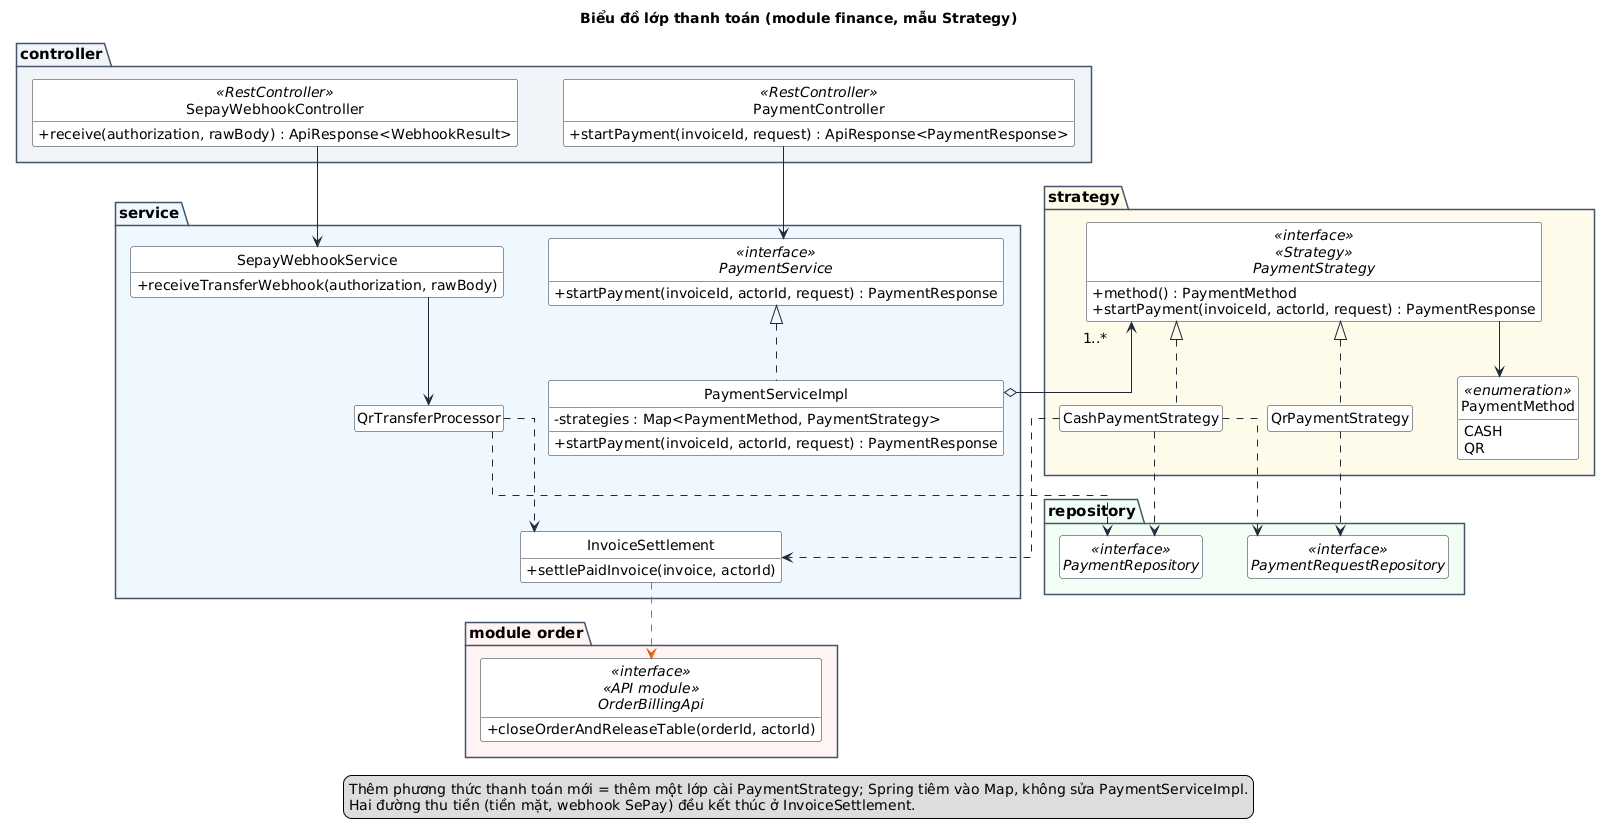 Biểu đồ lớp thanh toán (module finance, mẫu Strategy)
controller
«RestController»
SepayWebhookController
+receive(authorization, rawBody) : ApiResponse<WebhookResult>
«RestController»
PaymentController
+startPayment(invoiceId, request) : ApiResponse<PaymentResponse>
service
SepayWebhookService
+receiveTransferWebhook(authorization, rawBody)
«interface»
PaymentService
+startPayment(invoiceId, actorId, request) : PaymentResponse
strategy
«interface»
«Strategy»
PaymentStrategy
+method() : PaymentMethod
+startPayment(invoiceId, actorId, request) : PaymentResponse
1..*
QrTransferProcessor
PaymentServiceImpl
-strategies : Map<PaymentMethod, PaymentStrategy>
+startPayment(invoiceId, actorId, request) : PaymentResponse
CashPaymentStrategy
QrPaymentStrategy
«enumeration»
PaymentMethod
CASH
QR
InvoiceSettlement
+settlePaidInvoice(invoice, actorId)
repository
«interface»
PaymentRepository
«interface»
PaymentRequestRepository
module order
«interface»
«API module»
OrderBillingApi
+closeOrderAndReleaseTable(orderId, actorId)
Thêm phương thức thanh toán mới = thêm một lớp cài PaymentStrategy; Spring tiêm vào Map, không sửa PaymentServiceImpl.
Hai đường thu tiền (tiền mặt, webhook SePay) đều kết thúc ở InvoiceSettlement.